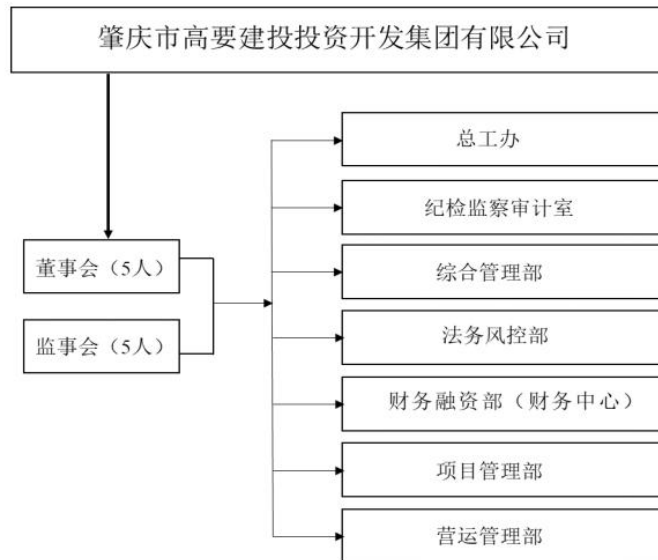 肇庆市高要建投投资开发集团有限公司
总工办
纪检监察审计室
董事会（5人）
综合管理部
监事会（5人）
法务风控部
财务融资部（财务中心）
项目管理部
营运管理部